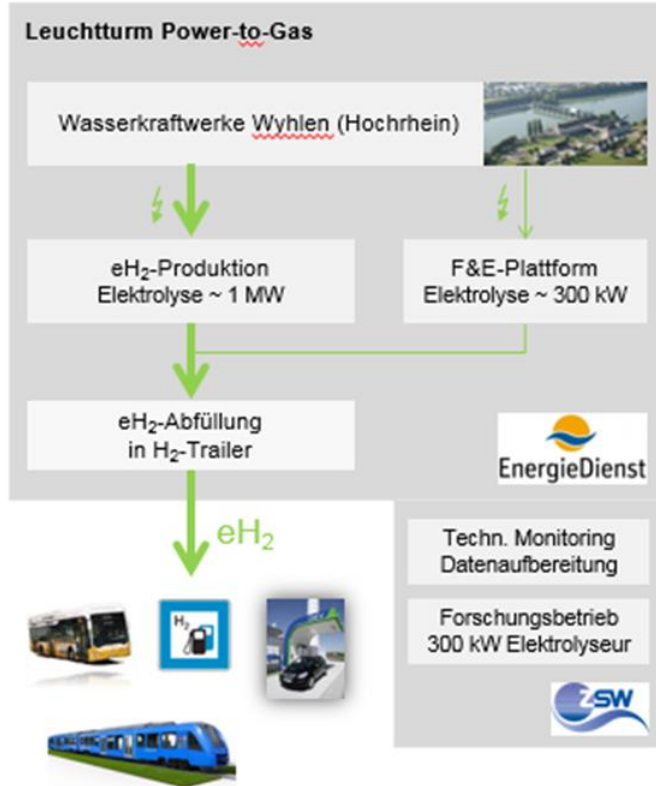 Leuchtturm Power-to-Gas
Wasserkraftwerke Wyhlen (Hochrhein)
eH₂-Produktion
Elektrolyse ~ 1 MW
F&E-Plattform
Elektrolyse ~ 300 kW
eH₂-Abfüllung
in H₂-Trailer
EnergieDienst
eH₂
Techn. Monitoring
Datenaufbereitung
Forschungsbetrieb
300 kW Elektrolyseur
H₂
ZSW